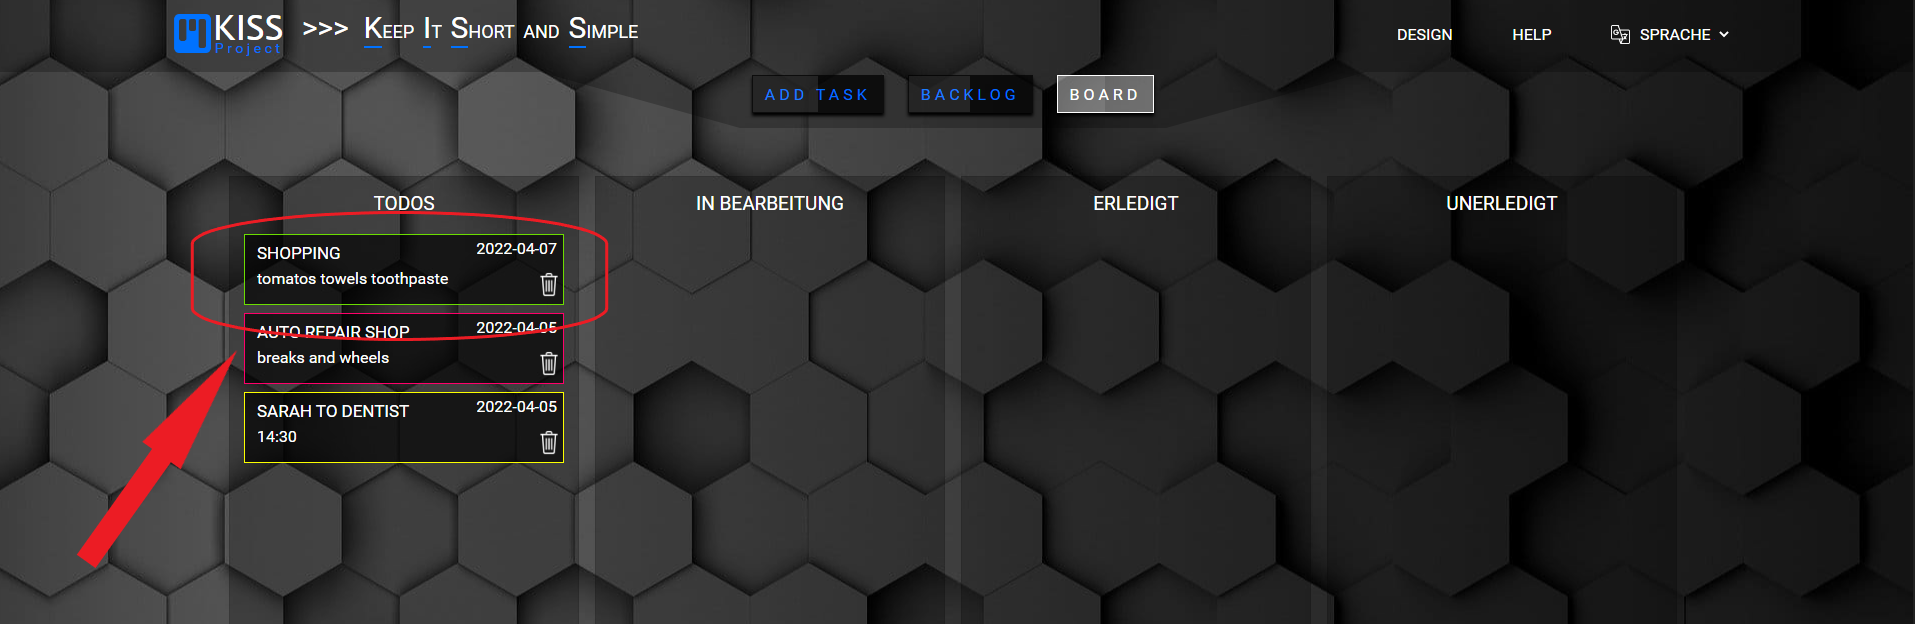 KISS
Project
>>> Keep It Short and Simple
DESIGN
HELP
SPRACHE
ADD TASK
BACKLOG
BOARD
TODOS
SHOPPING
2022-04-07
tomatos towels toothpaste
AUTO REPAIR SHOP
2022-04-05
breaks and wheels
SARAH TO DENTIST
2022-04-05
14:30
IN BEARBEITUNG
ERLEDIGT
UNERLEDIGT